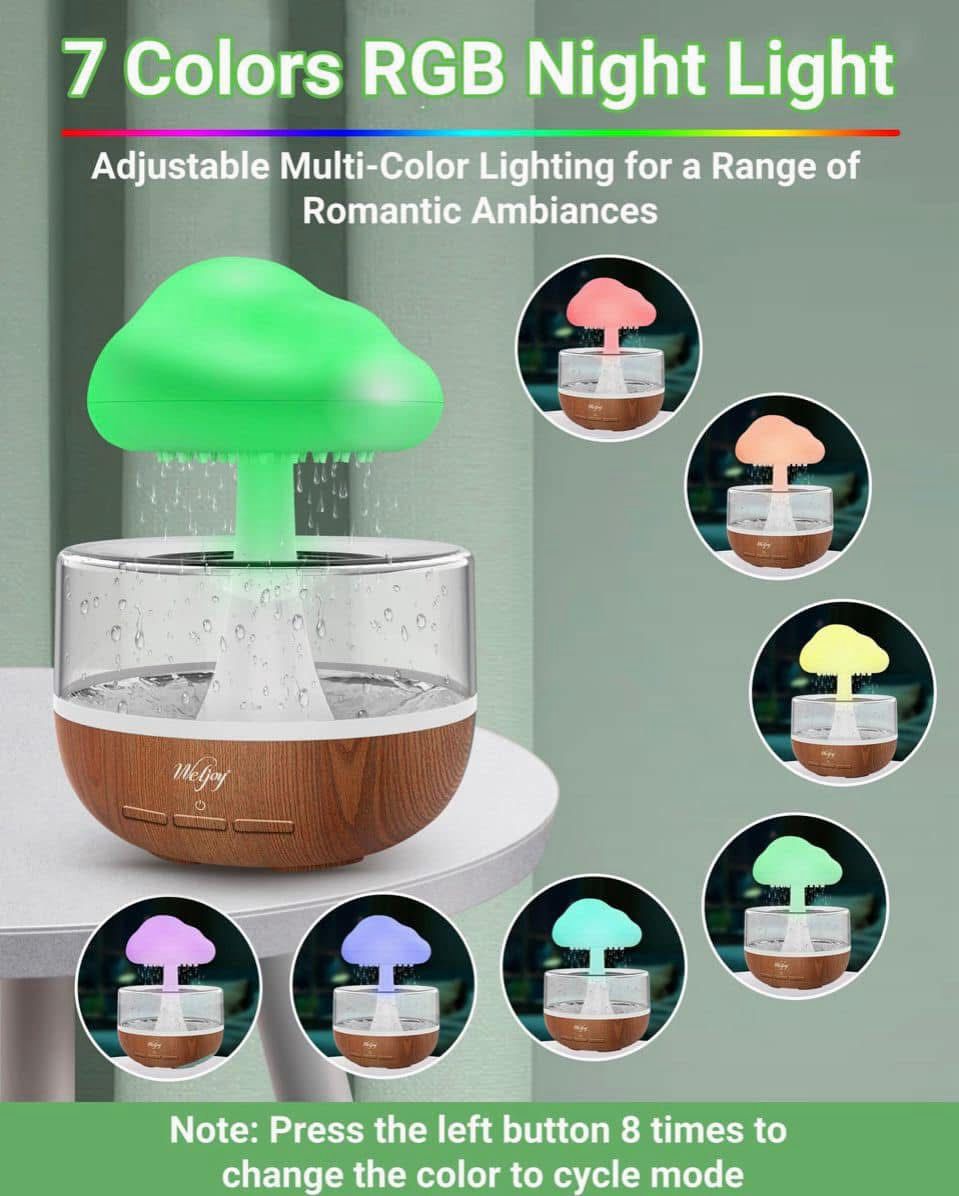 7 Colors RGB Night Light
Adjustable Multi-Color Lighting for a Range of
Romantic Ambiances
Weljoy
Note: Press the left button 8 times to
change the color to cycle mode